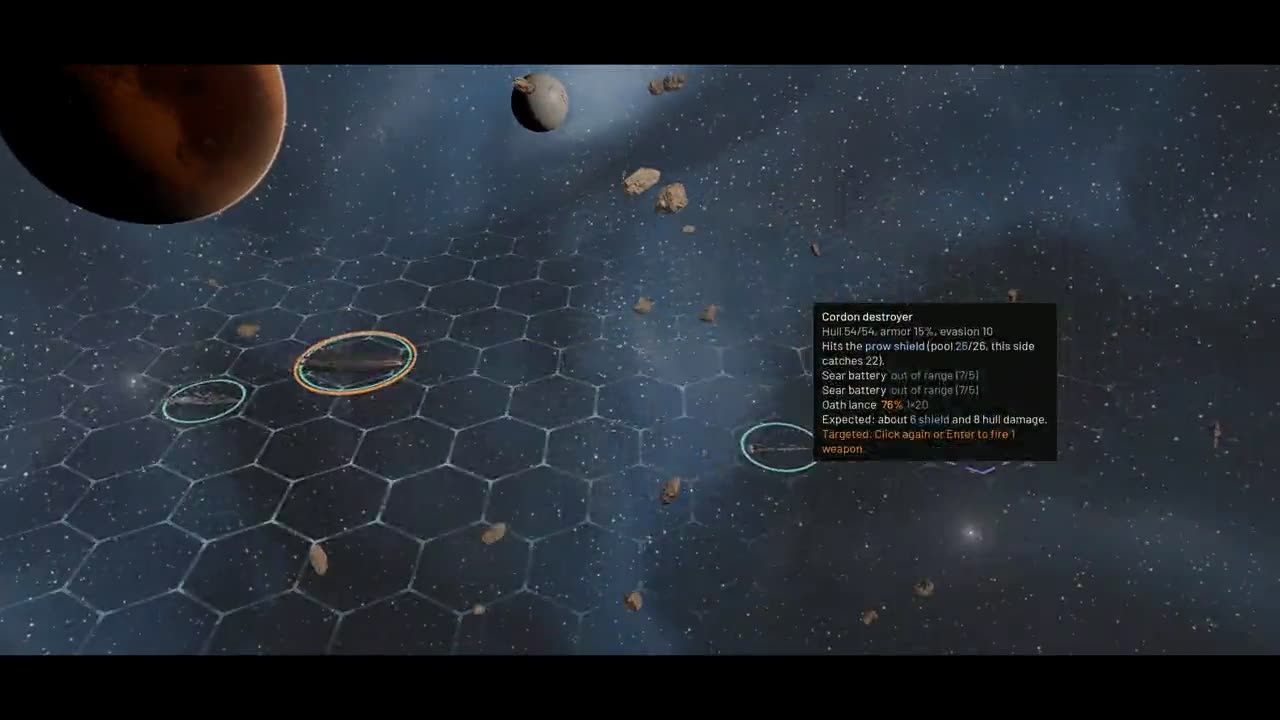 Cordon destroyer
Hull 54/54, armor 15%, evasion 10
Hits the prow shield (pool 26/26, this side
catches 22).
Sear battery out of range (7/5)
Sear battery out of range (7/5)
Oath lance 76% 1×20
Expected: about 6 shield and 8 hull damage.
Targeted. Click again or Enter to fire 1
weapon.